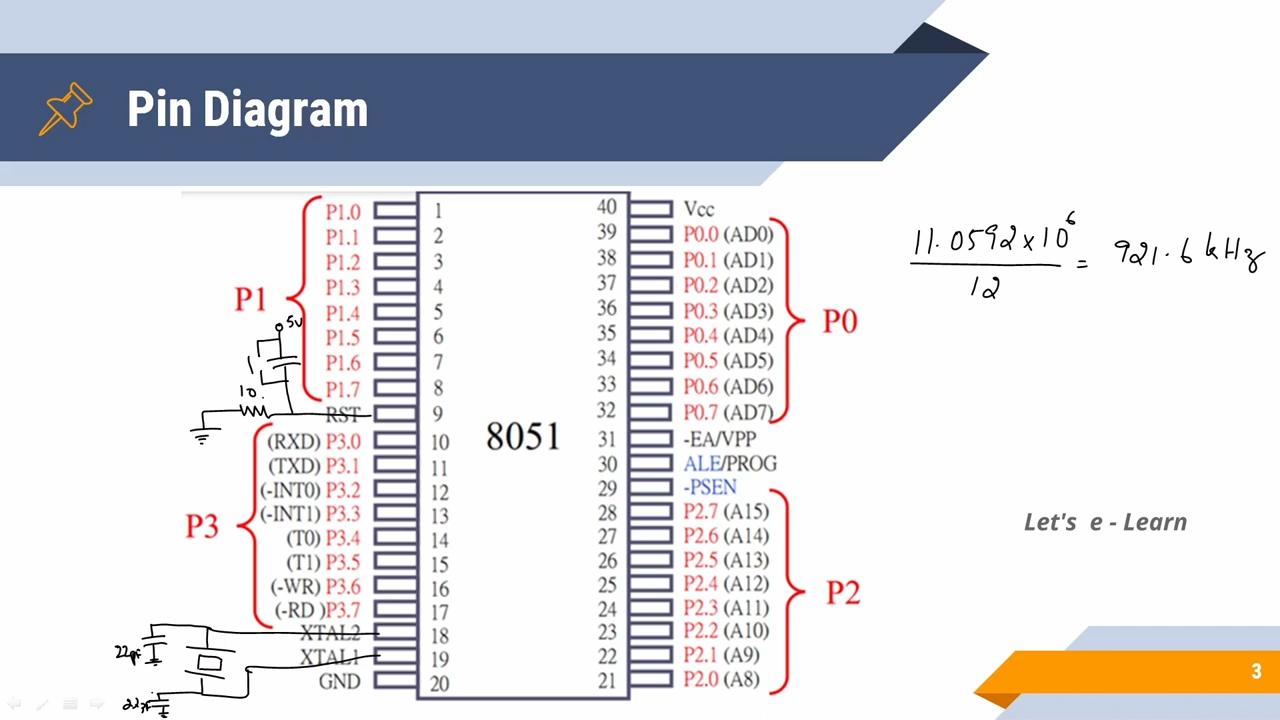 Pin Diagram
P1.0 1 40 Vcc
P1.1 2 39 P0.0 (AD0)
P1.2 3 38 P0.1 (AD1)
P1.3 4 37 P0.2 (AD2)
P1.4 5 36 P0.3 (AD3)
P1.5 6 35 P0.4 (AD4)
P1.6 7 34 P0.5 (AD5)
P1.7 8 33 P0.6 (AD6)
RST 9 32 P0.7 (AD7)
(RXD) P3.0 10 31 -EA/VPP
(TXD) P3.1 11 30 ALE/PROG
(-INT0) P3.2 12 29 -PSEN
(-INT1) P3.3 13 28 P2.7 (A15)
(T0) P3.4 14 27 P2.6 (A14)
(T1) P3.5 15 26 P2.5 (A13)
(-WR) P3.6 16 25 P2.4 (A12)
(-RD )P3.7 17 24 P2.3 (A11)
XTAL2 18 23 P2.2 (A10)
XTAL1 19 22 P2.1 (A9)
GND 20 21 P2.0 (A8)
P1
P0
P3
P2
8051
5v
10
22pf
11.0592×10^6
12
= 921.6 kHz
Let's e - Learn
3